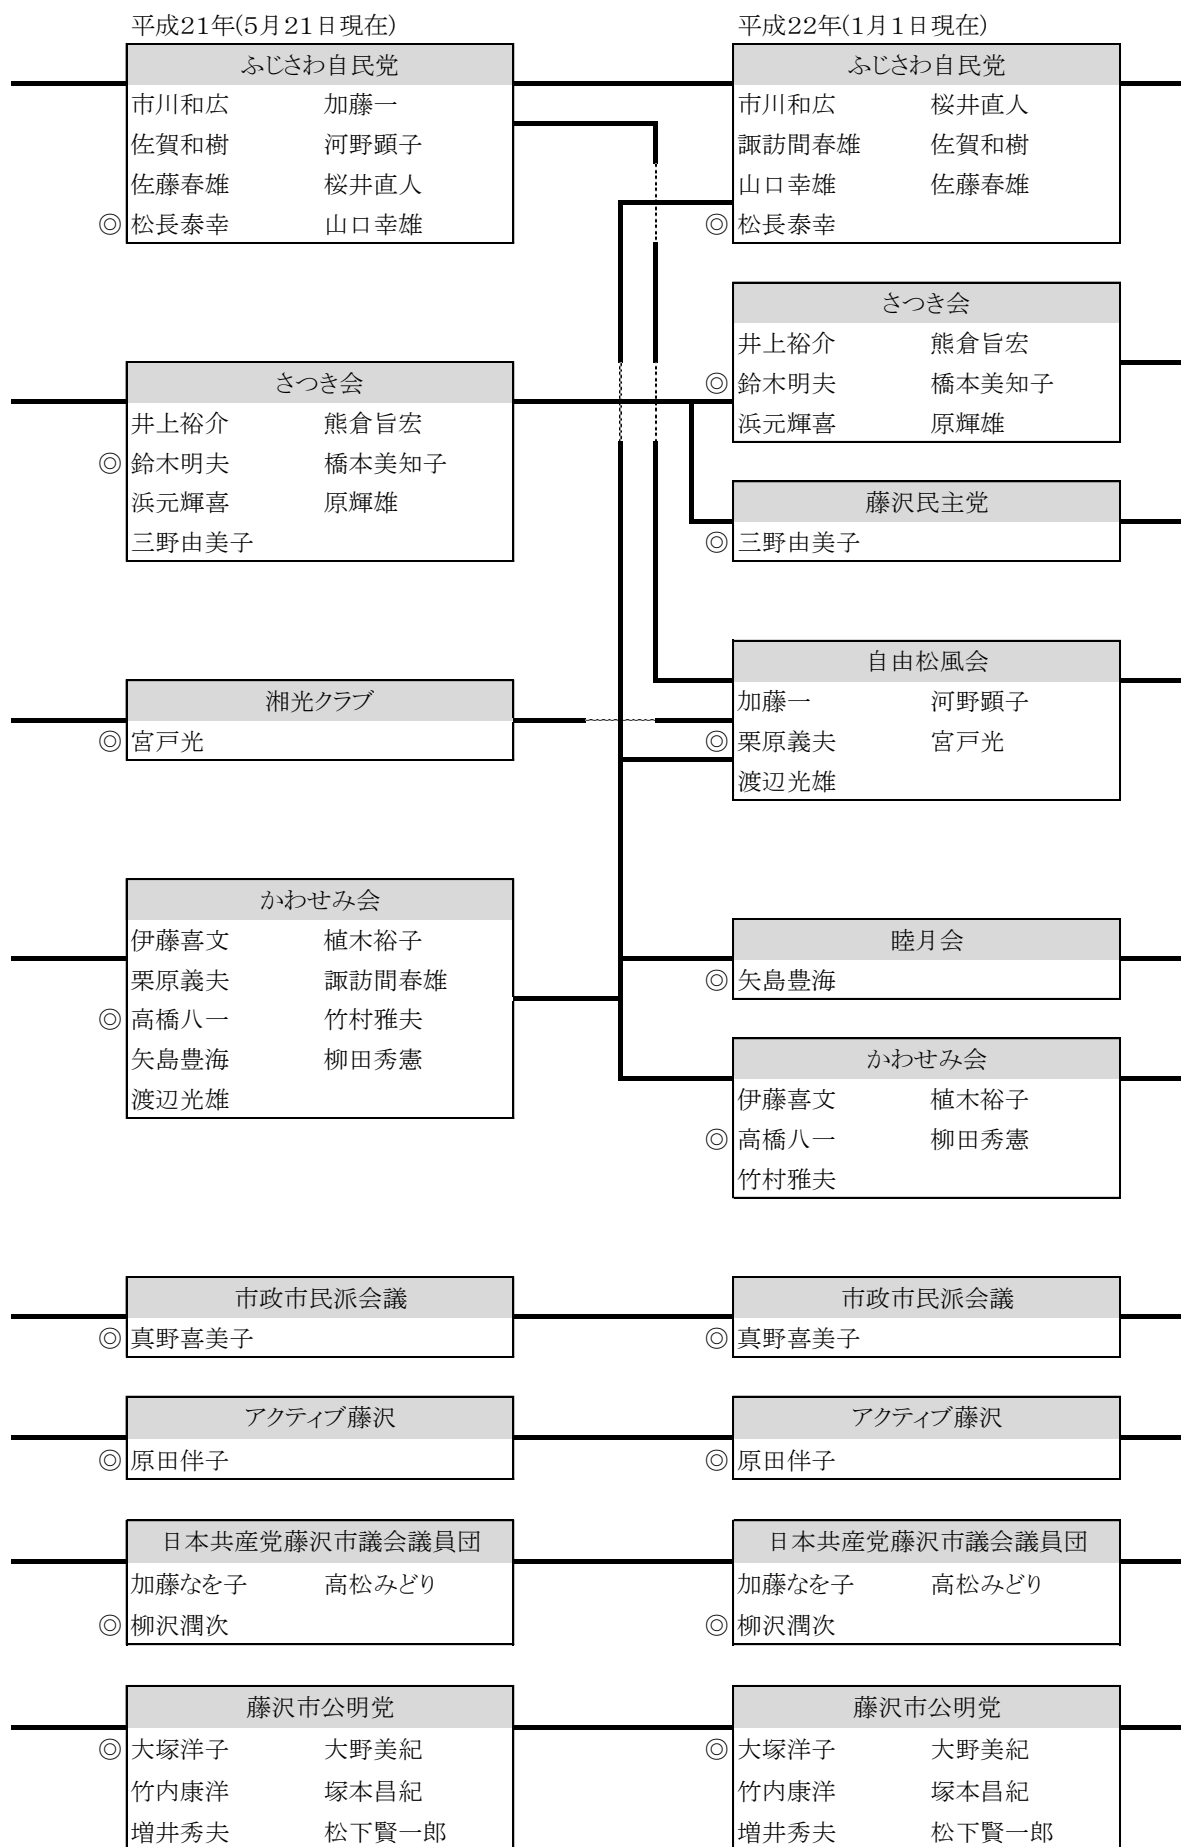 平成21年(5月21日現在)
ふじさわ自民党
市川和広 加藤一
佐賀和樹 河野顕子
佐藤春雄 桜井直人
◎ 松長泰幸 山口幸雄
さつき会
井上裕介 熊倉旨宏
◎ 鈴木明夫 橋本美知子
浜元輝喜 原輝雄
三野由美子
湘光クラブ
◎ 宮戸光
かわせみ会
伊藤喜文 植木裕子
栗原義夫 諏訪間春雄
◎ 高橋八一 竹村雅夫
矢島豊海 柳田秀憲
渡辺光雄
市政市民派会議
◎ 真野喜美子
アクティブ藤沢
◎ 原田伴子
日本共産党藤沢市議会議員団
加藤なを子 高松みどり
◎ 柳沢潤次
藤沢市公明党
◎ 大塚洋子 大野美紀
竹内康洋 塚本昌紀
増井秀夫 松下賢一郎
平成22年(1月1日現在)
ふじさわ自民党
市川和広 桜井直人
諏訪間春雄 佐賀和樹
山口幸雄 佐藤春雄
◎ 松長泰幸
さつき会
井上裕介 熊倉旨宏
◎ 鈴木明夫 橋本美知子
浜元輝喜 原輝雄
藤沢民主党
◎ 三野由美子
自由松風会
加藤一 河野顕子
◎ 栗原義夫 宮戸光
渡辺光雄
睦月会
◎ 矢島豊海
かわせみ会
伊藤喜文 植木裕子
◎ 高橋八一 柳田秀憲
竹村雅夫
市政市民派会議
◎ 真野喜美子
アクティブ藤沢
◎ 原田伴子
日本共産党藤沢市議会議員団
加藤なを子 高松みどり
◎ 柳沢潤次
藤沢市公明党
◎ 大塚洋子 大野美紀
竹内康洋 塚本昌紀
増井秀夫 松下賢一郎